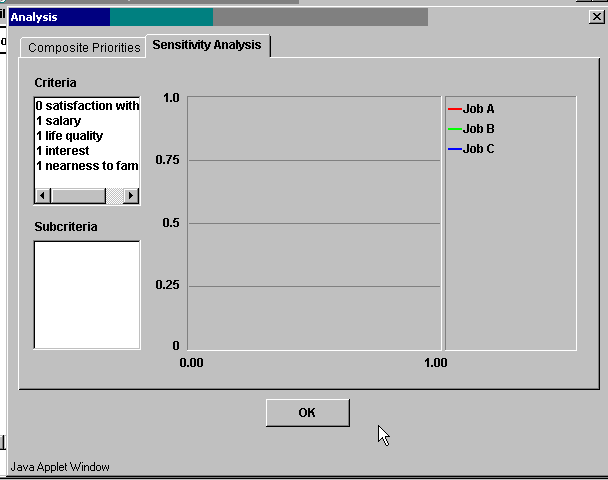 Analysis
Composite Priorities
Sensitivity Analysis
Criteria
0 satisfaction with
1 salary
1 life quality
1 interest
1 nearness to fam
Subcriteria
1.0
0.75
0.5
0.25
0
0.00
1.00
Job A
Job B
Job C
OK
Java Applet Window